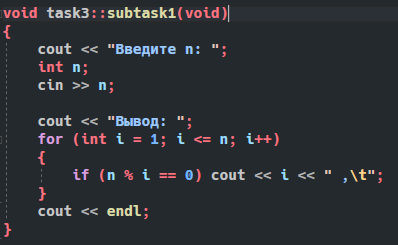 void task3::subtask1(void)
{
    cout << "Введите n: ";
    int n;
    cin >> n;

    cout << "Вывод: ";
    for (int i = 1; i <= n; i++)
    {
        if (n % i == 0) cout << i << " ,\t";
    }
    cout << endl;
}